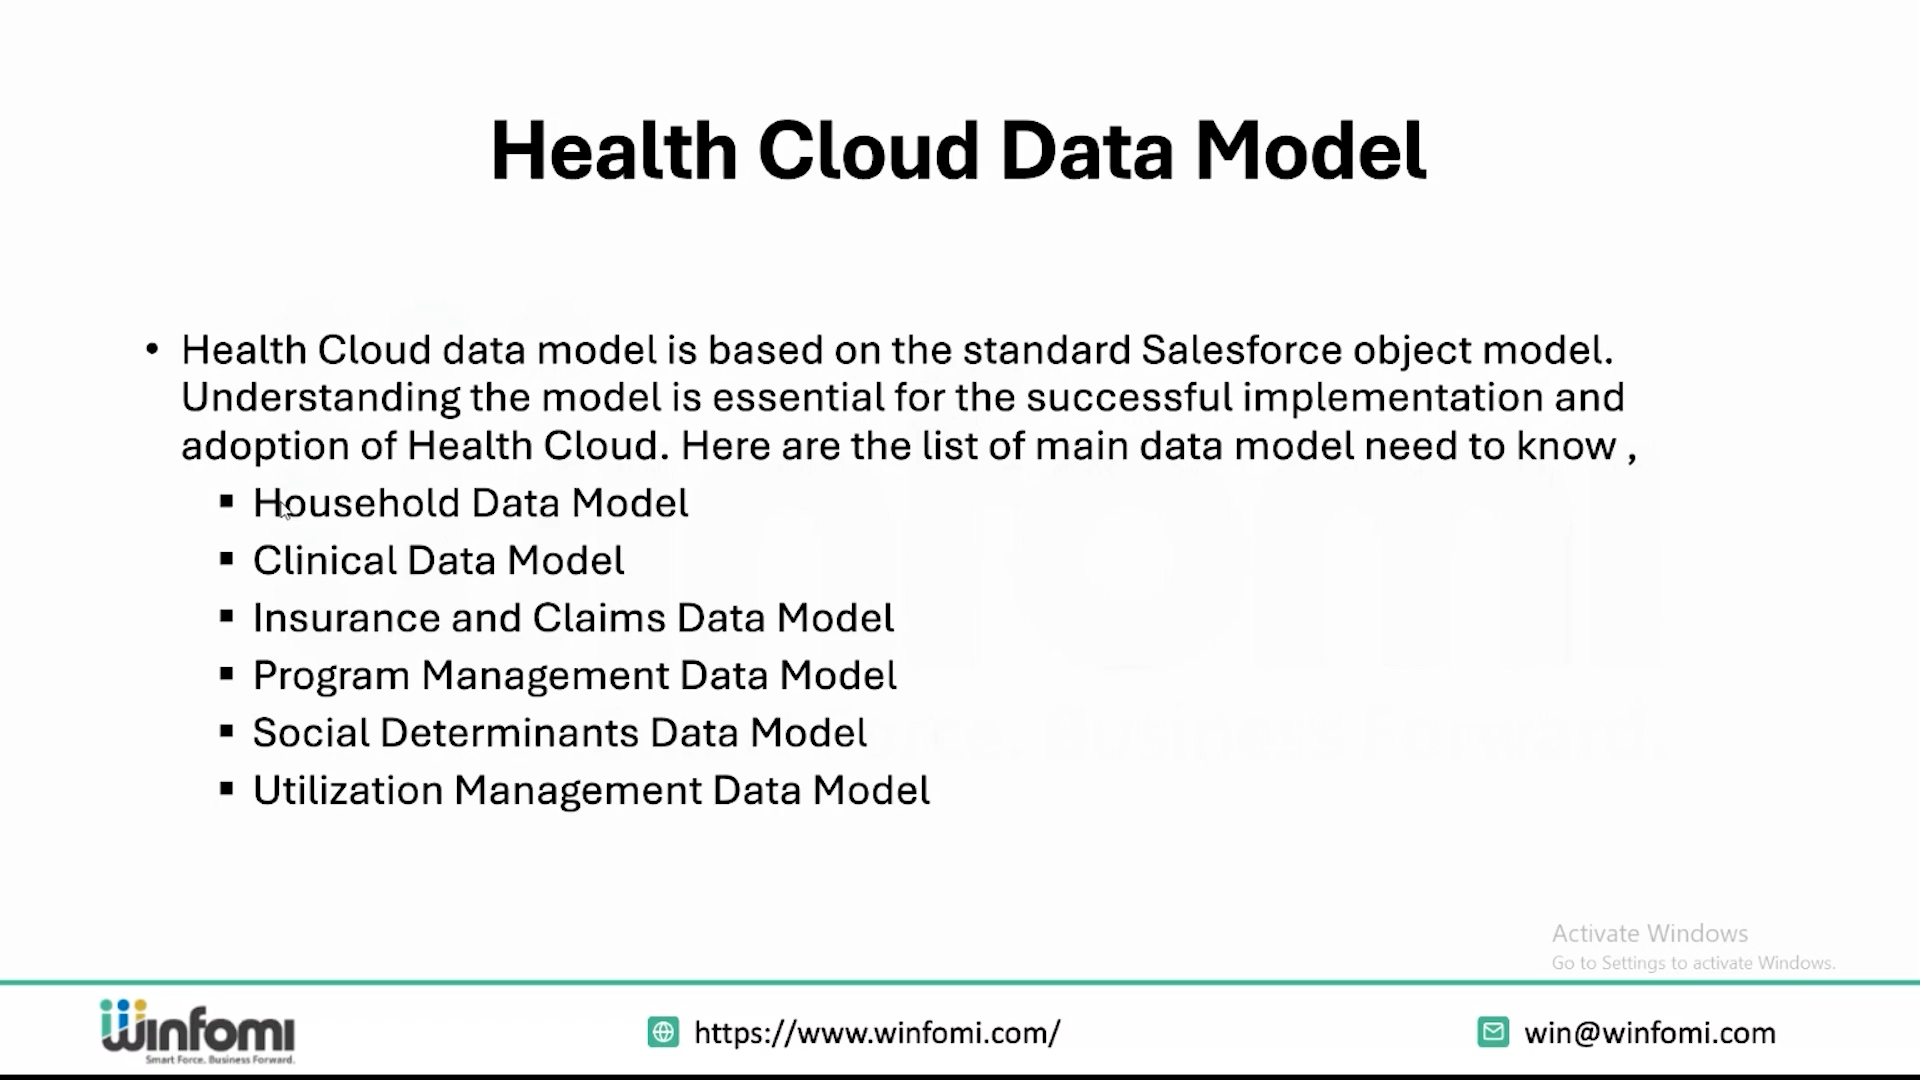 Health Cloud Data Model
• Health Cloud data model is based on the standard Salesforce object model.
Understanding the model is essential for the successful implementation and
adoption of Health Cloud. Here are the list of main data model need to know ,
▪ Household Data Model
▪ Clinical Data Model
▪ Insurance and Claims Data Model
▪ Program Management Data Model
▪ Social Determinants Data Model
▪ Utilization Management Data Model
Activate Windows
Go to Settings to activate Windows.
Winfomi
Smart Force. Business Forward.
https://www.winfomi.com/
win@winfomi.com